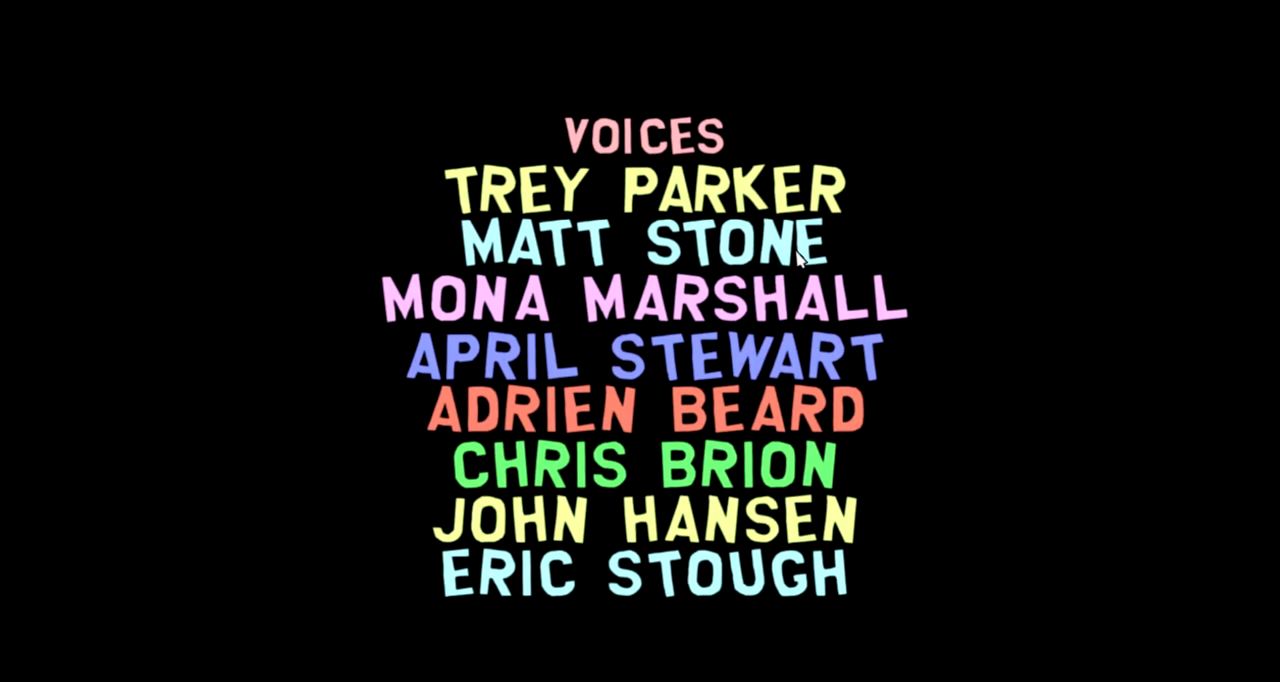 VOICES
TREY PARKER
MATT STONE
MONA MARSHALL
APRIL STEWART
ADRIEN BEARD
CHRIS BRION
JOHN HANSEN
ERIC STOUGH